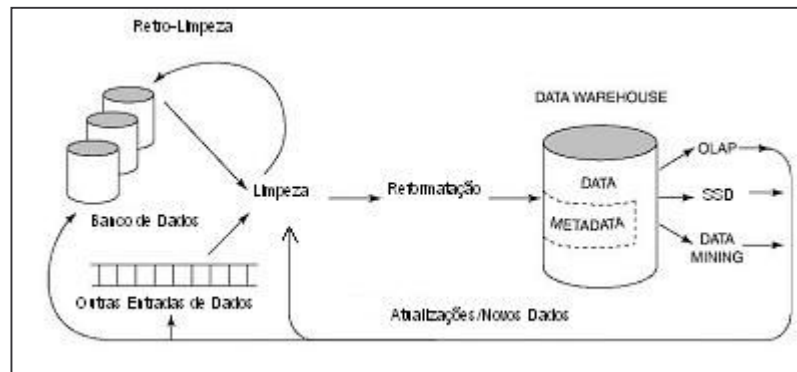 Retro-Limpeza
DATA WAREHOUSE
OLAP
DATA
Limpeza
Reformatação
SSD
Banco de Dados
METADATA
DATA
MINING
Outras Entradas de Dados
Atualizações/Novos Dados